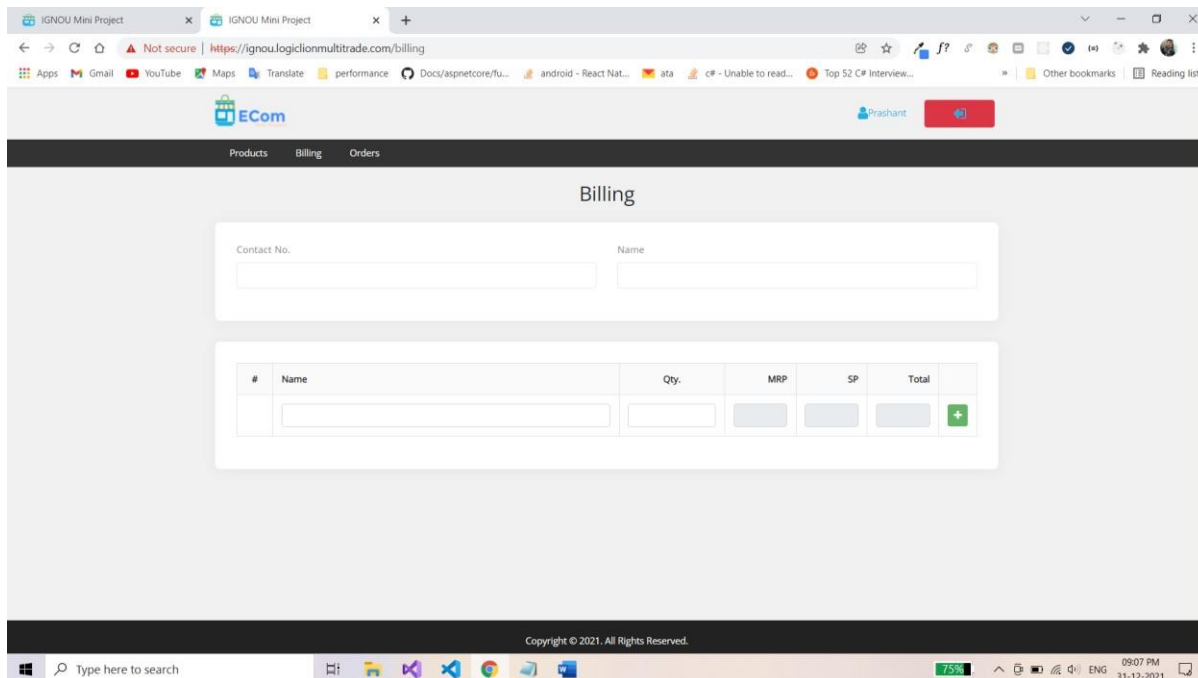 IGNOU Mini Project
IGNOU Mini Project
Not secure | https://ignou.logiclionmultitrade.com/billing
f?
Apps Gmail YouTube Maps Translate performance Docs/aspnetcore/fu... android - React Nat... ata c# - Unable to read... Top 52 C# Interview... » Other bookmarks Reading list
ECom
Prashant
Products Billing Orders
Billing
Contact No. Name
# Name Qty. MRP SP Total
Copyright © 2021. All Rights Reserved.
Type here to search
75%
ENG
09:07 PM
31-12-2021